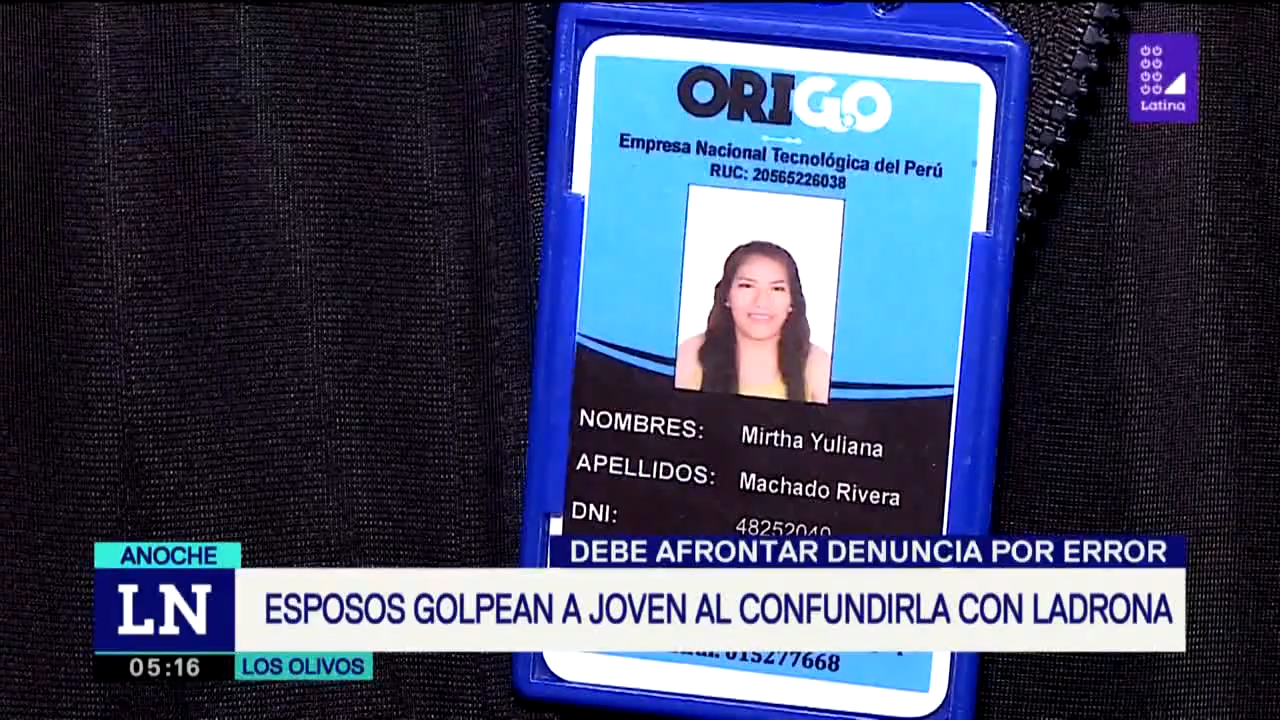 ORIGO
Empresa Nacional Tecnológica del Perú
RUC: 20565226038
Latina
NOMBRES: Mirtha Yuliana
APELLIDOS: Machado Rivera
DNI: 48252040
ANOCHE
DEBE AFRONTAR DENUNCIA POR ERROR
LN
ESPOSOS GOLPEAN A JOVEN AL CONFUNDIRLA CON LADRONA
05:16
LOS OLIVOS
015277668